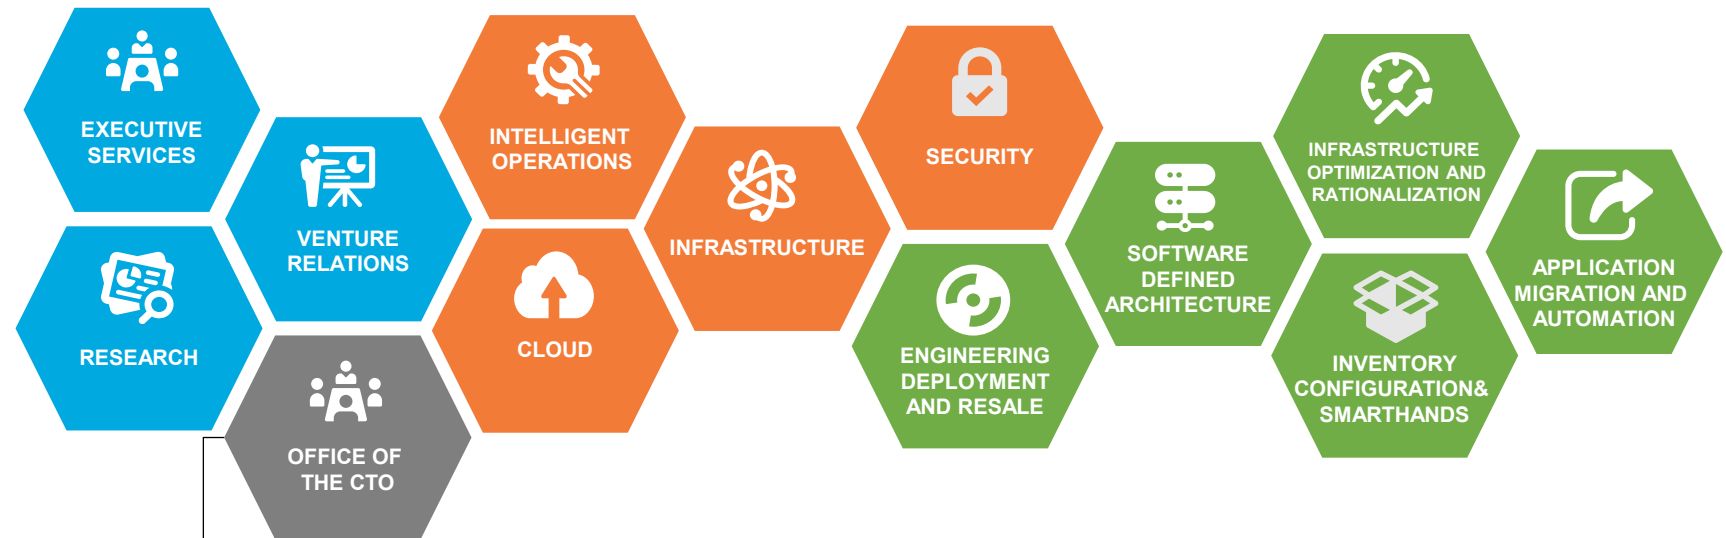 EXECUTIVE
SERVICES
RESEARCH
VENTURE
RELATIONS
OFFICE OF
THE CTO
INTELLIGENT
OPERATIONS
CLOUD
INFRASTRUCTURE
SECURITY
ENGINEERING
DEPLOYMENT
AND RESALE
SOFTWARE
DEFINED
ARCHITECTURE
INFRASTRUCTURE
OPTIMIZATION AND
RATIONALIZATION
INVENTORY
CONFIGURATION&
SMARTHANDS
APPLICATION
MIGRATION AND
AUTOMATION